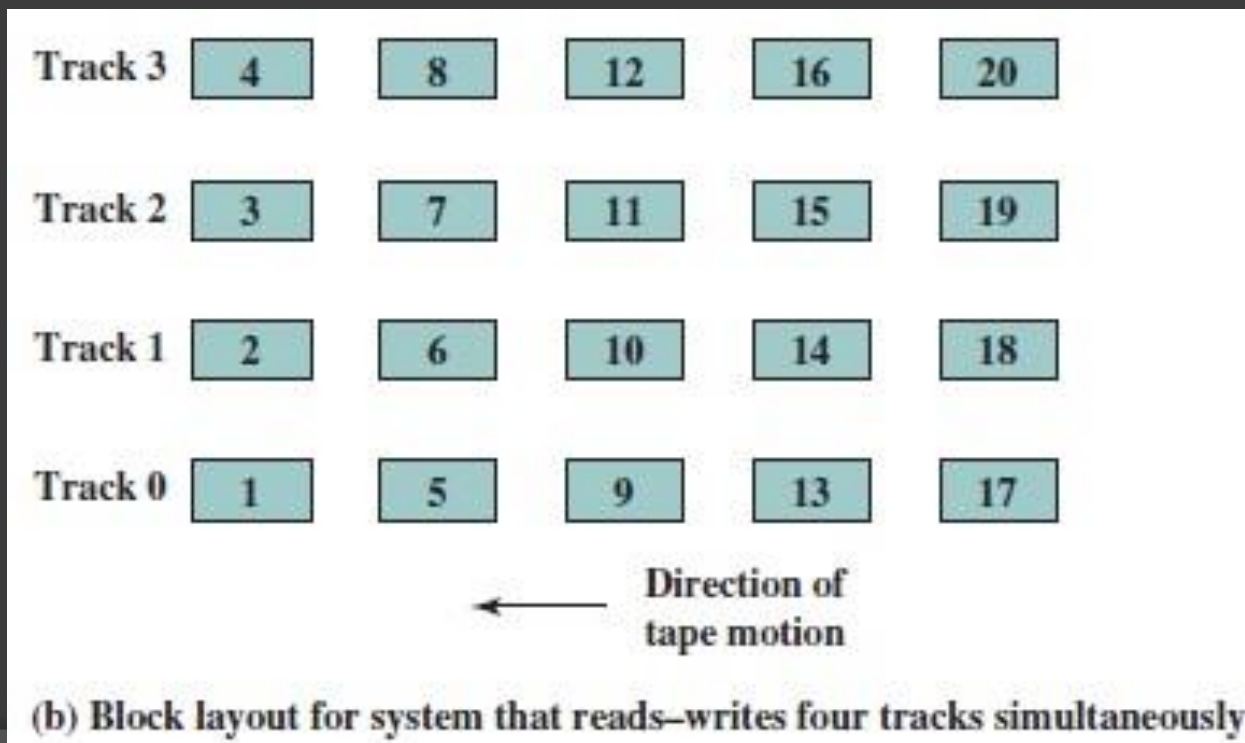 Track 3 4 8 12 16 20
Track 2 3 7 11 15 19
Track 1 2 6 10 14 18
Track 0 1 5 9 13 17
Direction of
tape motion
(b) Block layout for system that reads–writes four tracks simultaneously